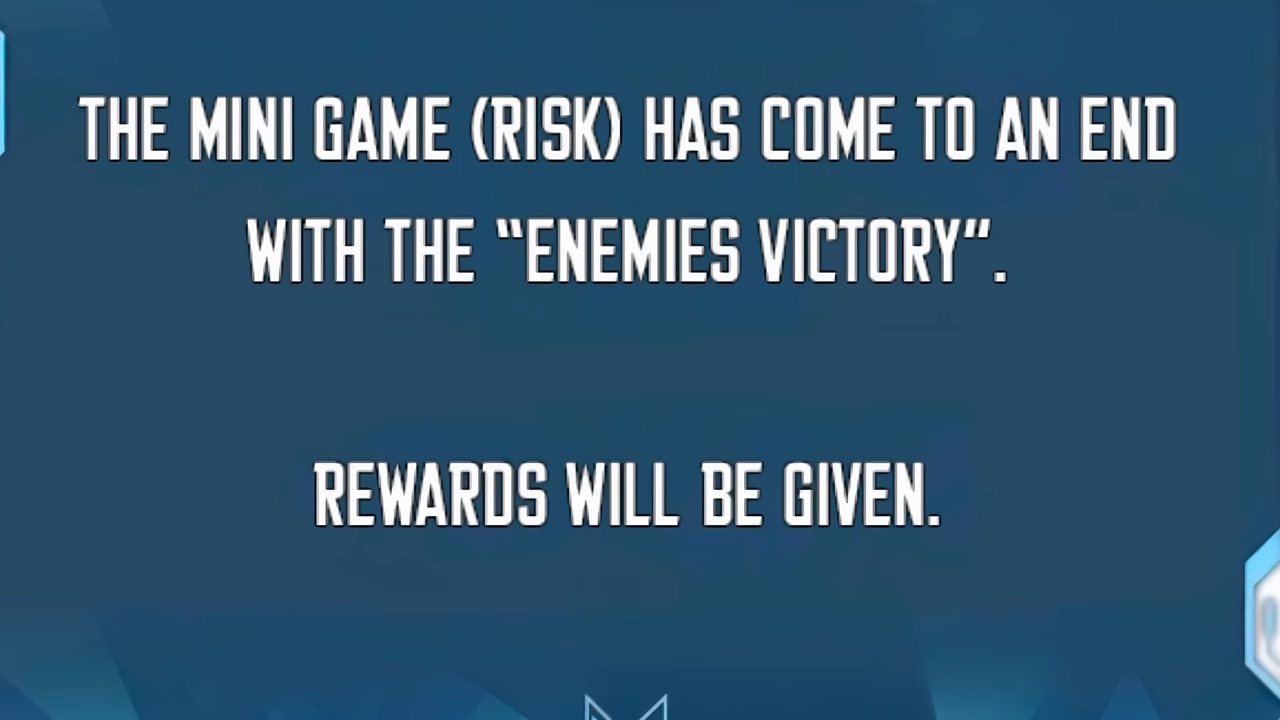 THE MINI GAME (RISK) HAS COME TO AN END
WITH THE “ENEMIES VICTORY”.
REWARDS WILL BE GIVEN.